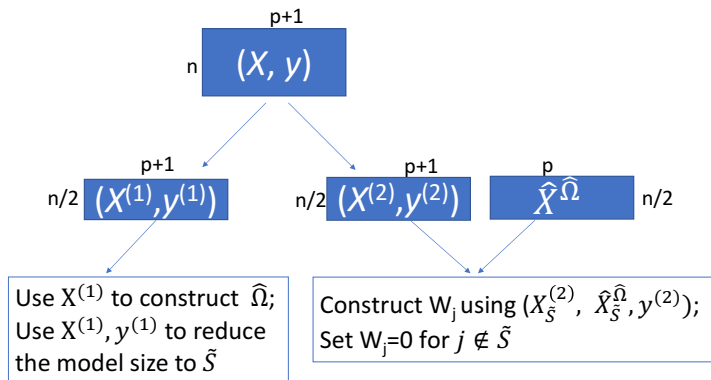 p+1
n
(X, y)
p+1
p+1
p
n/2
(X⁽¹⁾,y⁽¹⁾)
n/2
(X⁽²⁾,y⁽²⁾)
X̂^Ω̂
n/2
Use X⁽¹⁾ to construct Ω̂;
Use X⁽¹⁾, y⁽¹⁾ to reduce
the model size to S̃
Construct W_j using (X_S̃^(2), X̂_S̃^Ω̂, y⁽²⁾);
Set W_j=0 for j ∉ S̃